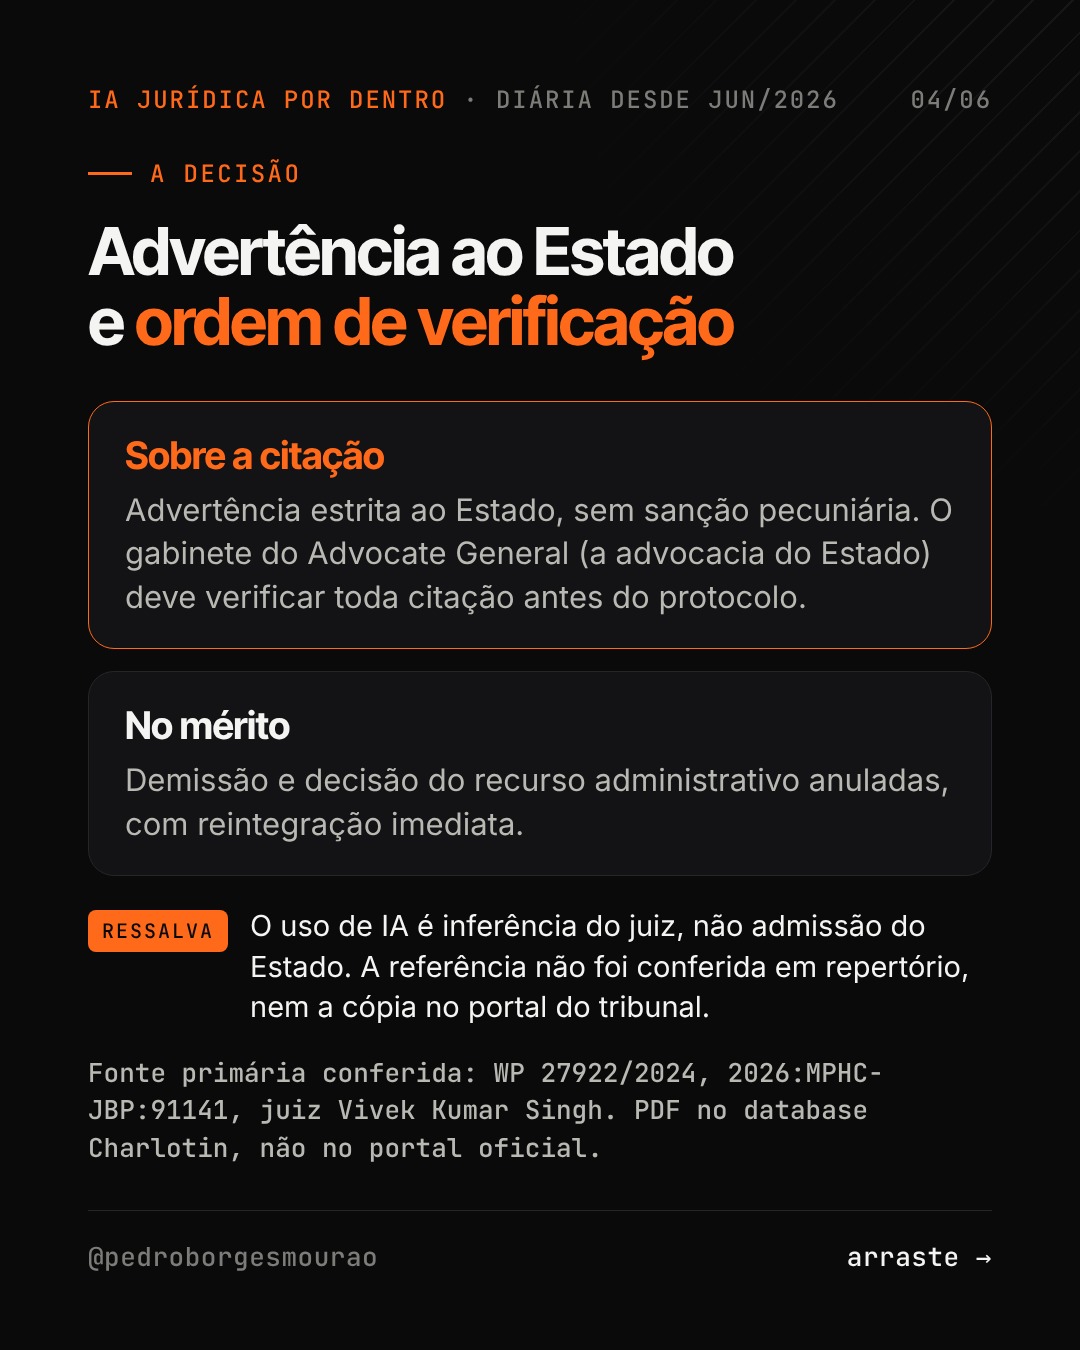 IA JURÍDICA POR DENTRO · DIÁRIA DESDE JUN/2026 04/06
A DECISÃO
Advertência ao Estado
e ordem de verificação
Sobre a citação
Advertência estrita ao Estado, sem sanção pecuniária. O
gabinete do Advocate General (a advocacia do Estado)
deve verificar toda citação antes do protocolo.
No mérito
Demissão e decisão do recurso administrativo anuladas,
com reintegração imediata.
RESSALVA
O uso de IA é inferência do juiz, não admissão do
Estado. A referência não foi conferida em repertório,
nem a cópia no portal do tribunal.
Fonte primária conferida: WP 27922/2024, 2026:MPHC-
JBP:91141, juiz Vivek Kumar Singh. PDF no database
Charlotin, não no portal oficial.
@pedroborgesmourao
arraste →